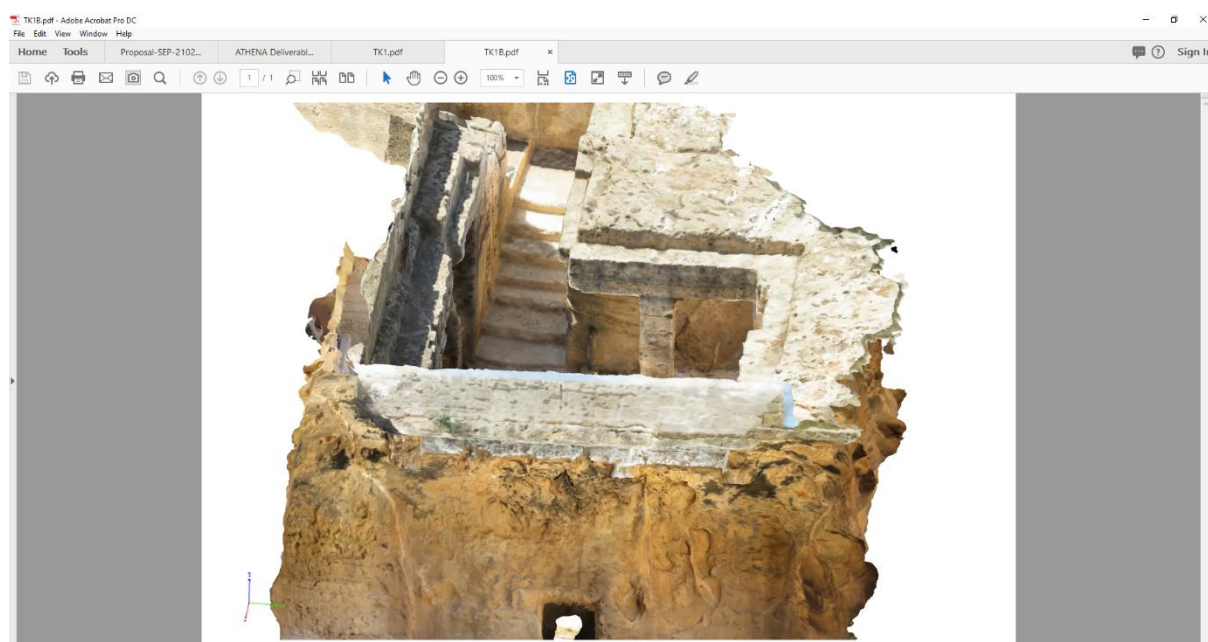 TK1B.pdf - Adobe Acrobat Pro DC
File Edit View Window Help
Home Tools Proposal-SEP-2102... ATHENA Deliverabl... TK1.pdf TK1B.pdf × Sign In
1 / 1 100%